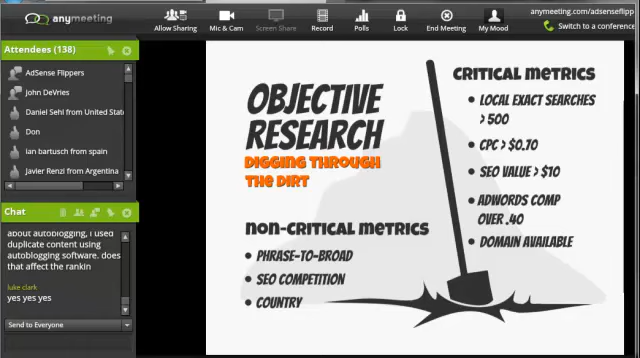 anymeeting
Allow Sharing
Mic & Cam
Screen Share
Record
Polls
Lock
End Meeting
My Mood
anymeeting.com/adsenseflipp
Switch to a conference
Attendees (138)
AdSense Flippers
John DeVries
Daniel Sehl from United Stat
Don
ian bartusch from spain
Javier Renzi from Argentina
Chat
about autoblogging, i used
duplicate content using
autoblogging software. does
that affect the rankin
luke clark
yes yes yes
Send to Everyone
OBJECTIVE
RESEARCH
DIGGING THROUGH
THE DIRT
NON-CRITICAL METRICS
• PHRASE-TO-BROAD
• SEO COMPETITION
• COUNTRY
CRITICAL METRICS
• LOCAL EXACT SEARCHES
> 500
• CPC > $0.70
• SEO VALUE > $10
• ADWORDS COMP
OVER .40
• DOMAIN AVAILABLE